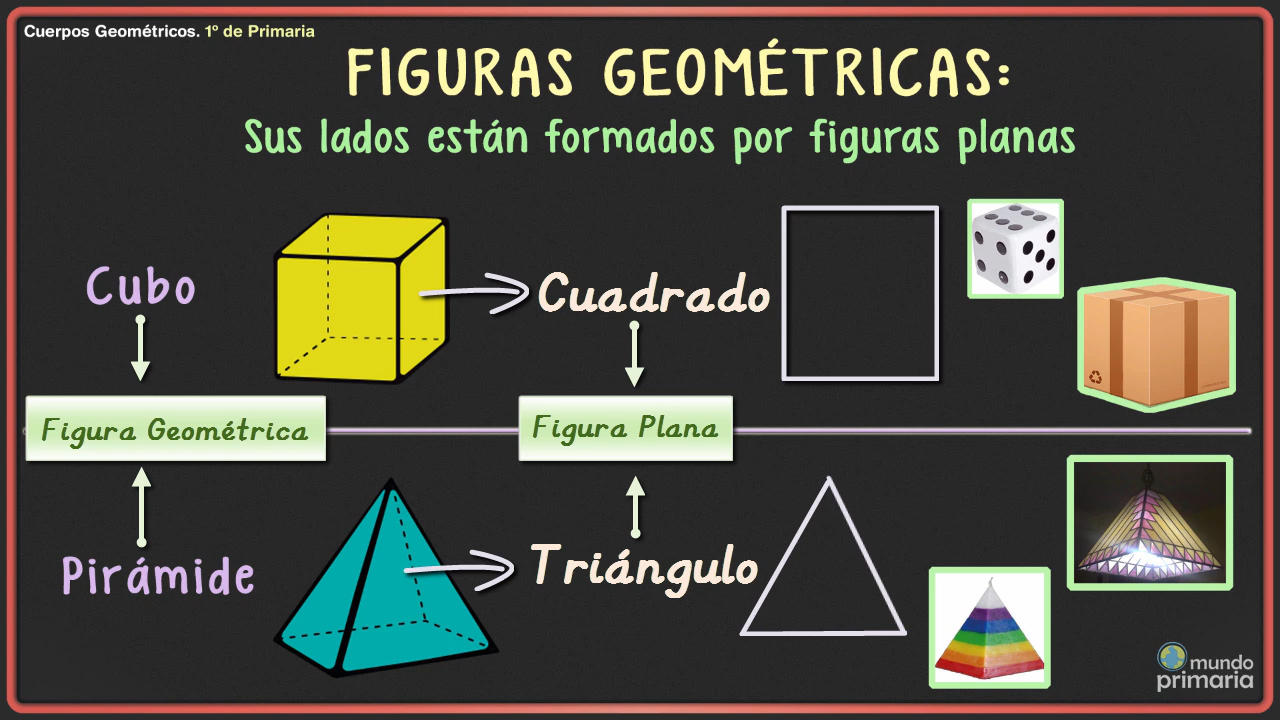 Cuerpos Geométricos. 1º de Primaria
FIGURAS GEOMÉTRICAS:
Sus lados están formados por figuras planas
Cubo
Cuadrado
Figura Geométrica
Figura Plana
Pirámide
Triángulo
mundo
primaria